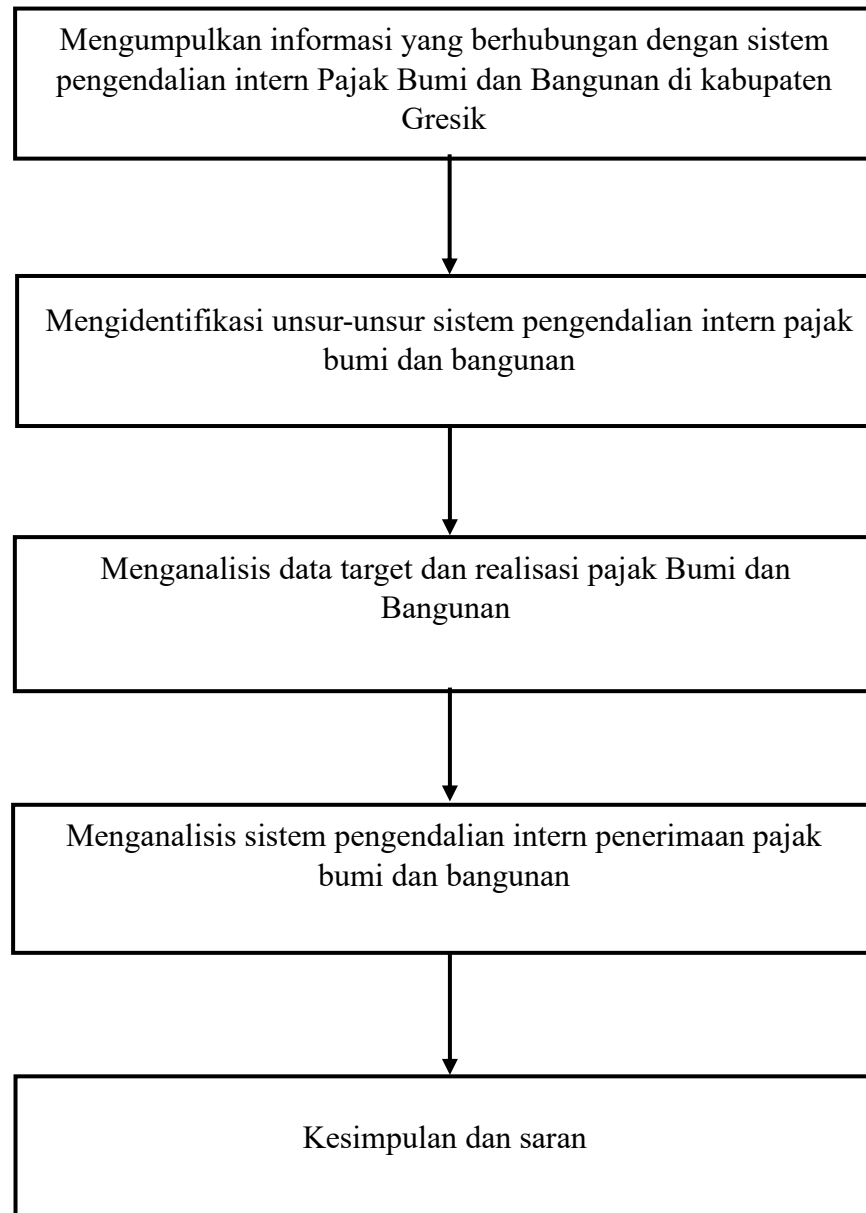 Mengumpulkan informasi yang berhubungan dengan sistem
pengendalian intern Pajak Bumi dan Bangunan di kabupaten
Gresik
Mengidentifikasi unsur-unsur sistem pengendalian intern pajak
bumi dan bangunan
Menganalisis data target dan realisasi pajak Bumi dan
Bangunan
Menganalisis sistem pengendalian intern penerimaan pajak
bumi dan bangunan
Kesimpulan dan saran